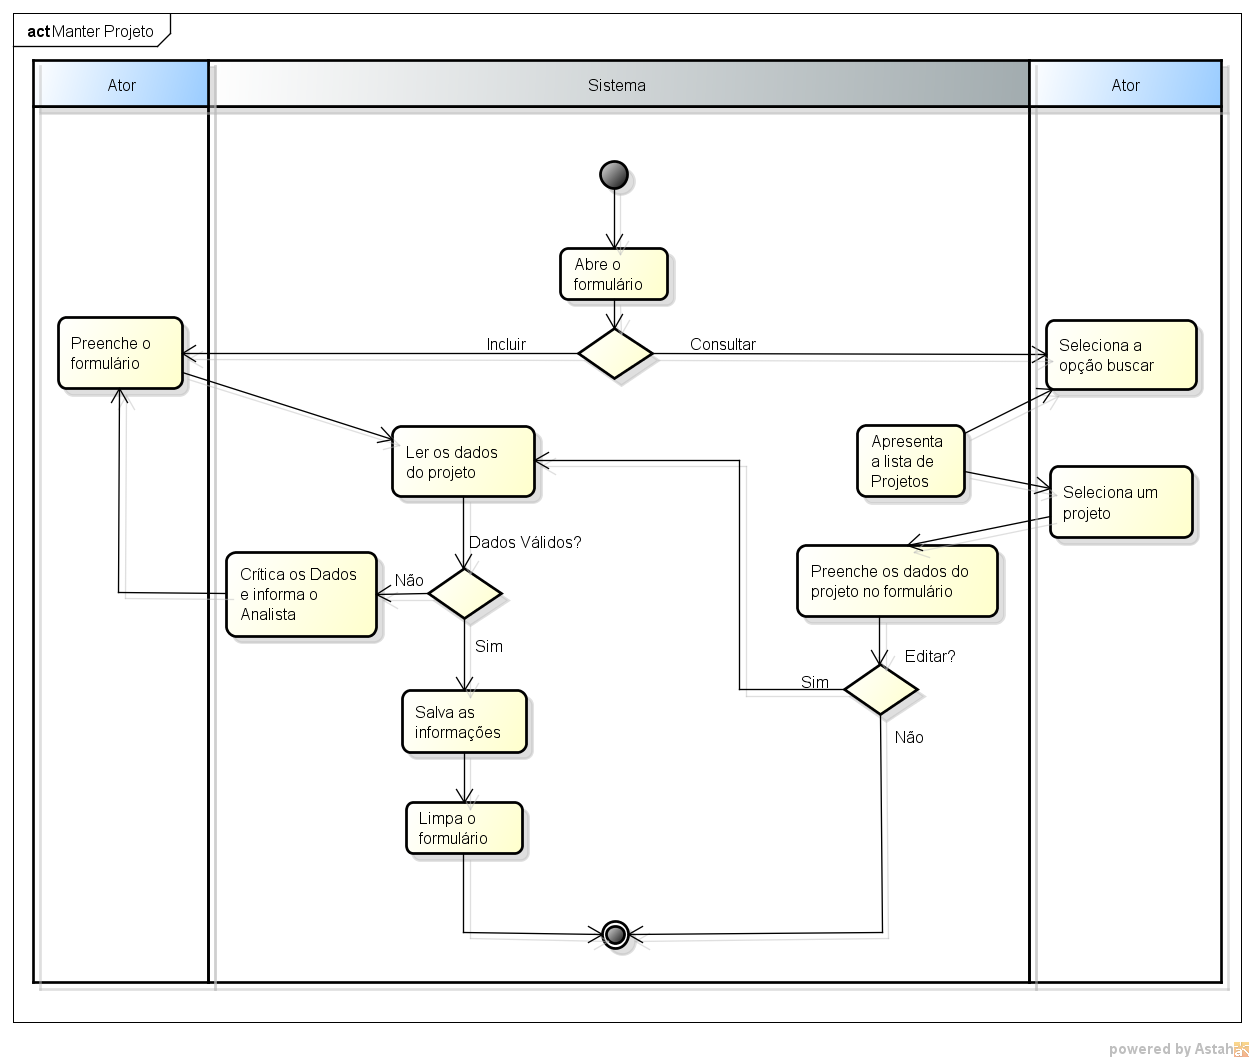 act Manter Projeto
Ator
Sistema
Ator
Abre o
formulário
Incluir
Consultar
Preenche o
formulário
Seleciona a
opção buscar
Ler os dados
do projeto
Apresenta
a lista de
Projetos
Seleciona um
projeto
Dados Válidos?
Preenche os dados do
projeto no formulário
Não
Crítica os Dados
e informa o
Analista
Sim
Editar?
Sim
Não
Salva as
informações
Limpa o
formulário
powered by Astah